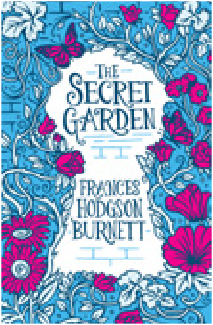 THE
SECRET
GARDEN
FRANCES
HODGSON
BURNETT